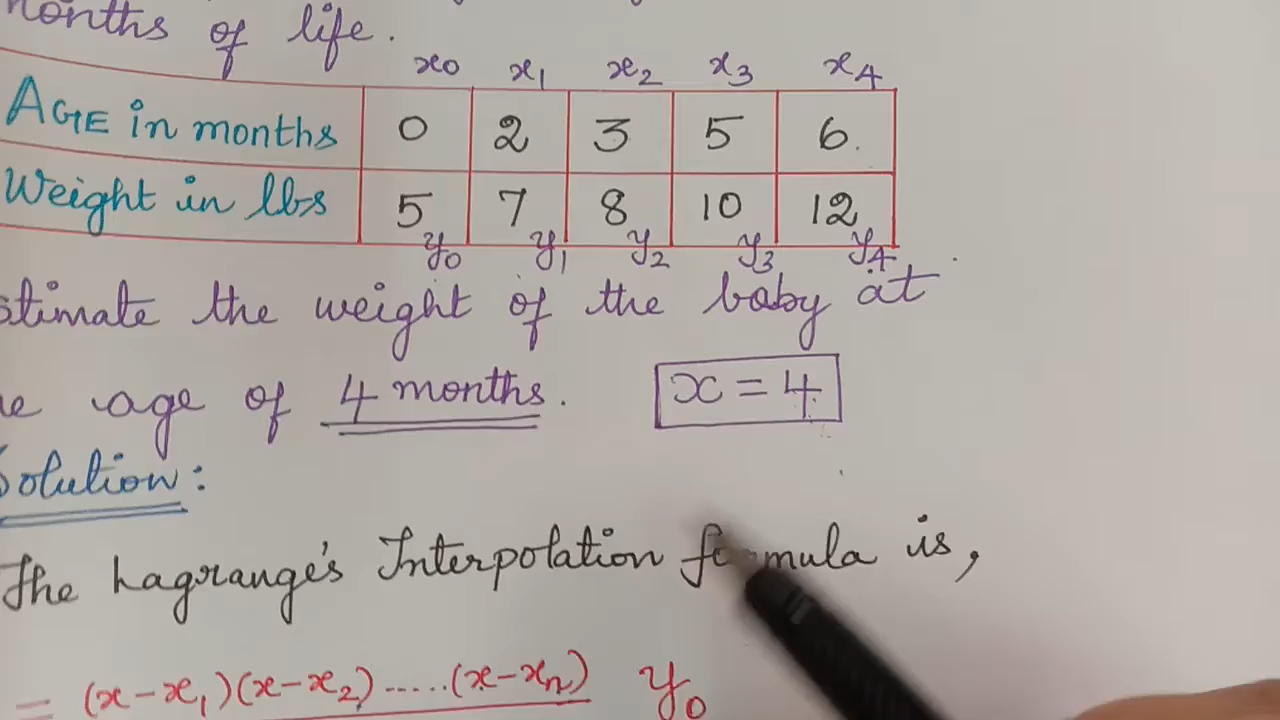 months of life.
x0 x1 x2 x3 x4
AGE in months 0 2 3 5 6.
Weight in lbs 5 7 8 10 12
y0 y1 y2 y3 y4
stimate the weight of the baby at
age of 4 months. x = 4
Solution:
The Lagrange's Interpolation formula is,
= (x-x1)(x-x2).....(x-xn) y0